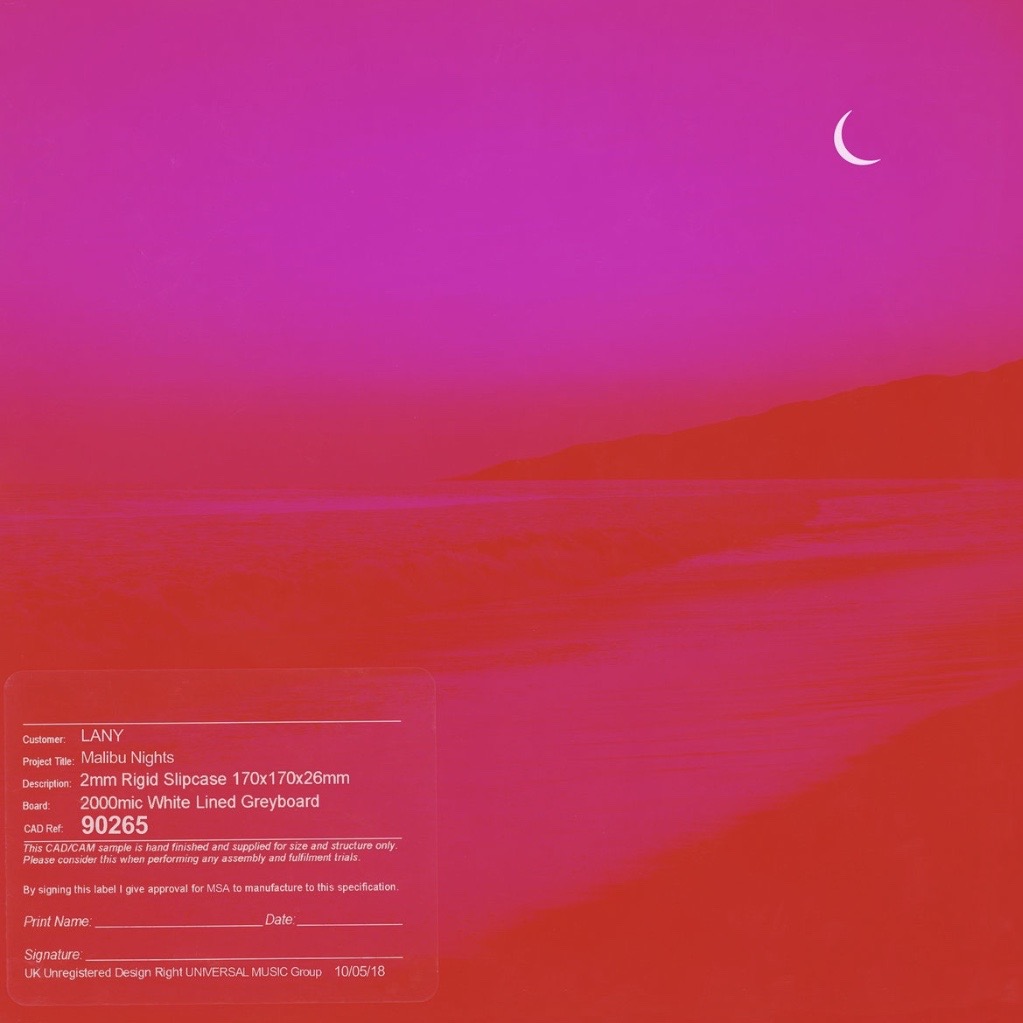 Customer: LANY
Project Title: Malibu Nights
Description: 2mm Rigid Slipcase 170x170x26mm
Board: 2000mic White Lined Greyboard
CAD Ref: 90265
This CAD/CAM sample is hand finished and supplied for size and structure only.
Please consider this when performing any assembly and fulfilment trials.
By signing this label I give approval for MSA to manufacture to this specification.
Print Name: Date:
Signature:
UK Unregistered Design Right UNIVERSAL MUSIC Group 10/05/18